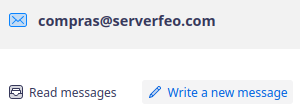 compras@serverfeo.com
Read messages
Write a new message